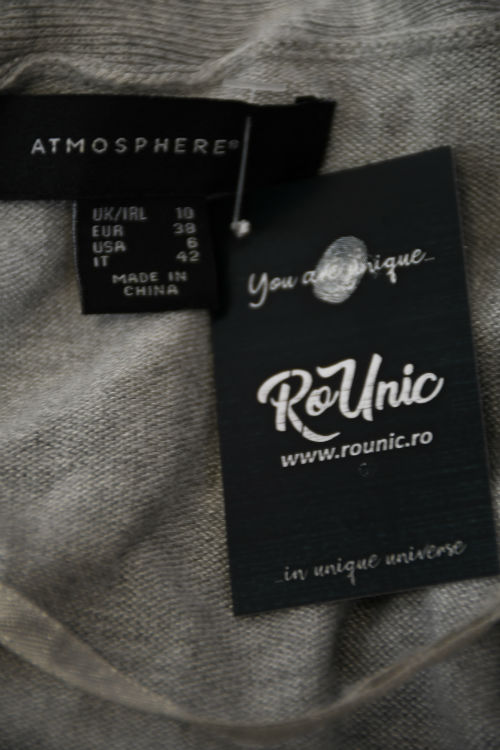 ATMOSPHERE®
UK/IRL 10
EUR 38
USA 6
IT 42
MADE IN
CHINA
You are unique...
RoUnic
www.rounic.ro
...in unique universe